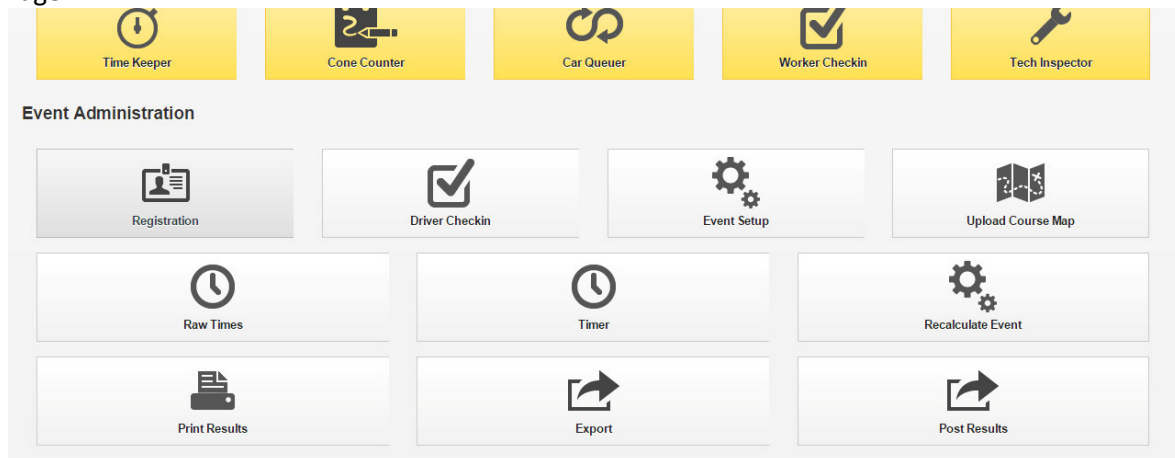 Time Keeper
Cone Counter
Car Queuer
Worker Checkin
Tech Inspector
Event Administration
Registration
Driver Checkin
Event Setup
Upload Course Map
Raw Times
Timer
Recalculate Event
Print Results
Export
Post Results